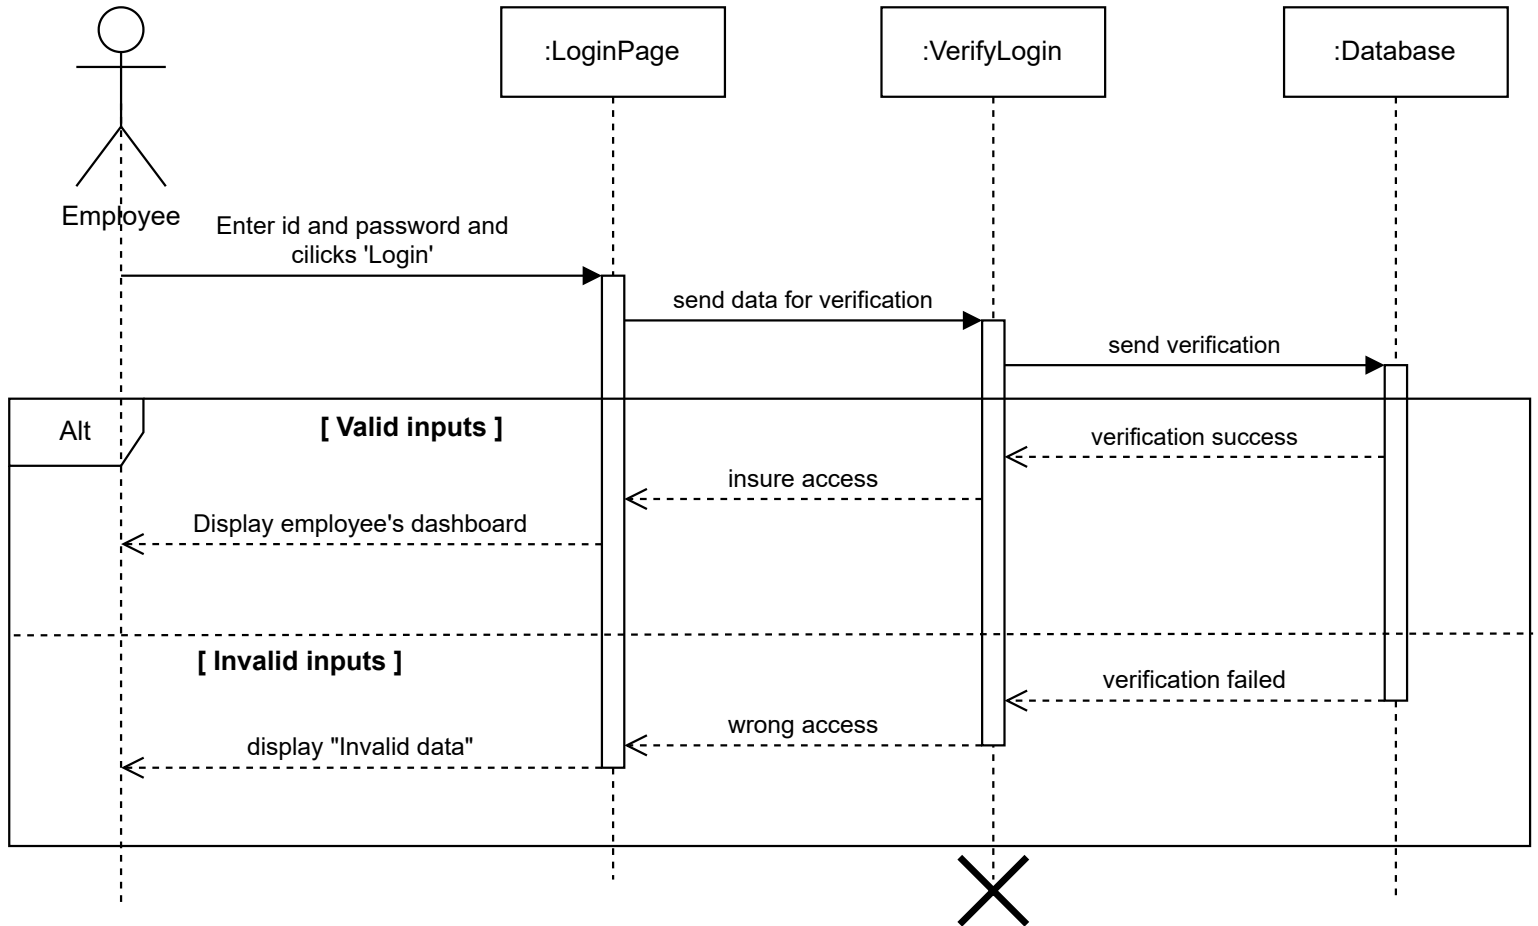 :LoginPage
:VerifyLogin
:Database
Employee
Enter id and password and
cilicks 'Login'
send data for verification
send verification
Alt
[ Valid inputs ]
verification success
insure access
Display employee's dashboard
[ Invalid inputs ]
verification failed
wrong access
display "Invalid data"